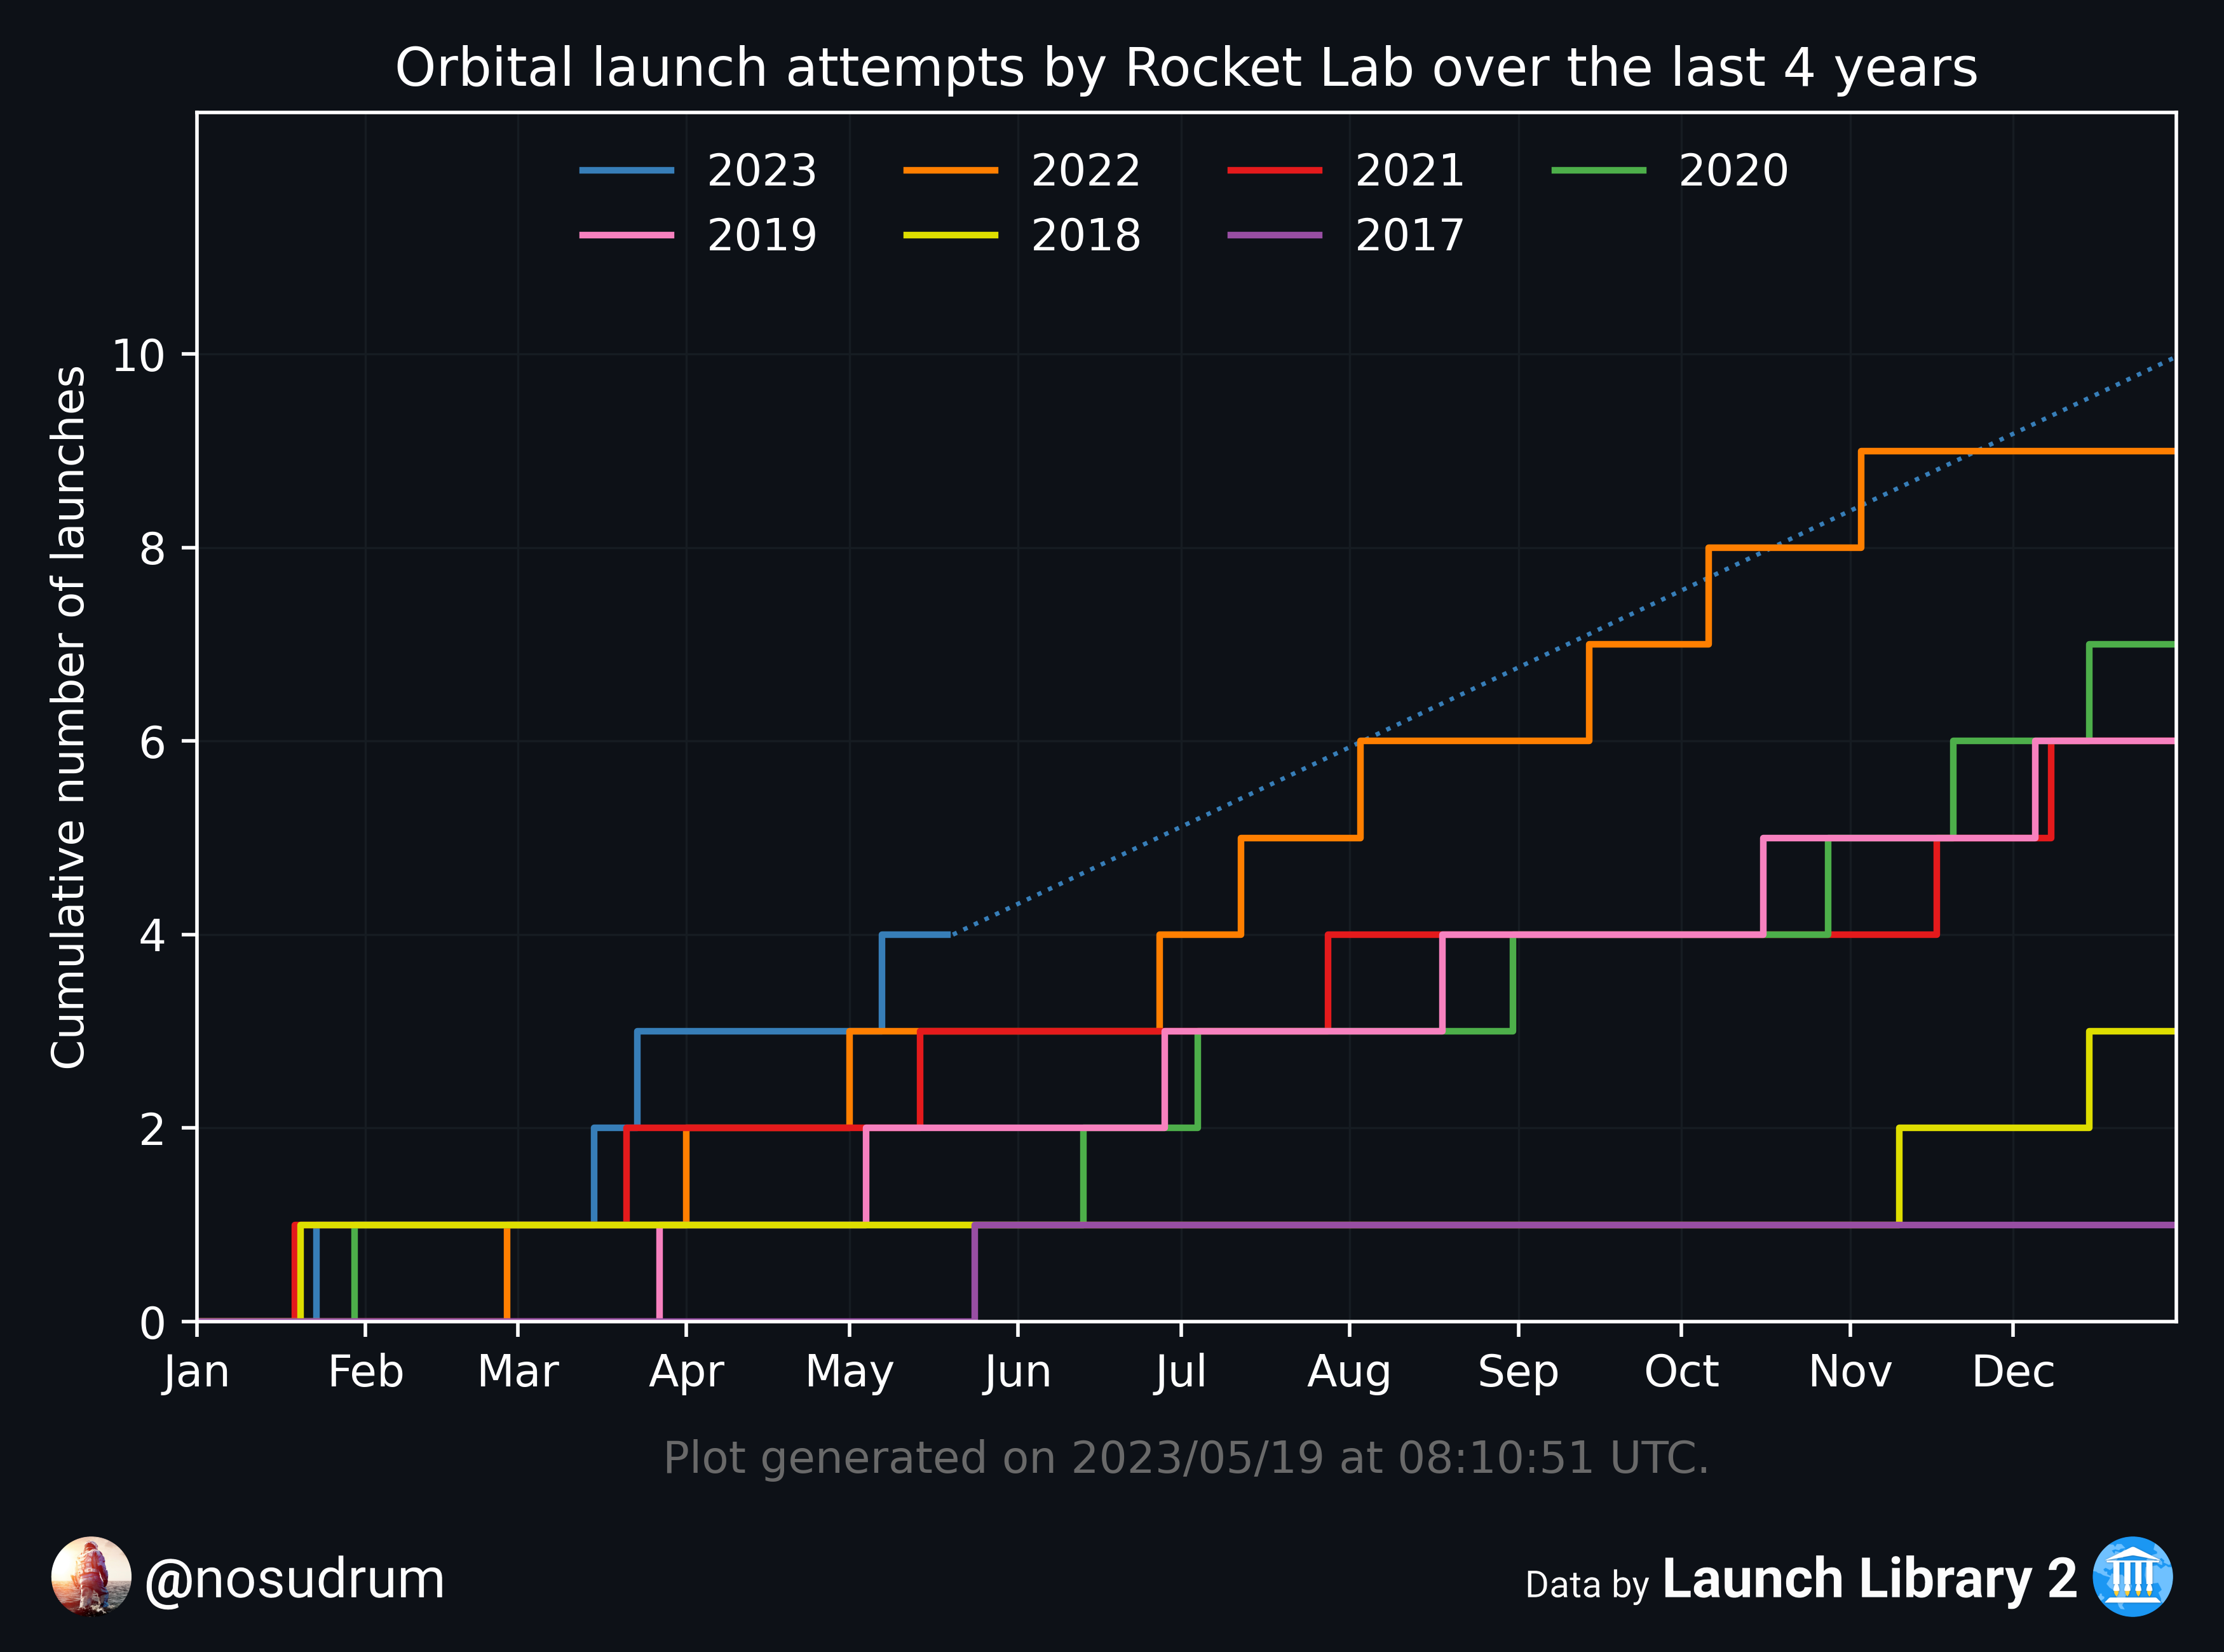 Orbital launch attempts by Rocket Lab over the last 4 years
2023 2022 2021 2020
2019 2018 2017
Cumulative number of launches
10
8
6
4
2
0
Jan Feb Mar Apr May Jun Jul Aug Sep Oct Nov Dec
Plot generated on 2023/05/19 at 08:10:51 UTC.
@nosudrum
Data by Launch Library 2